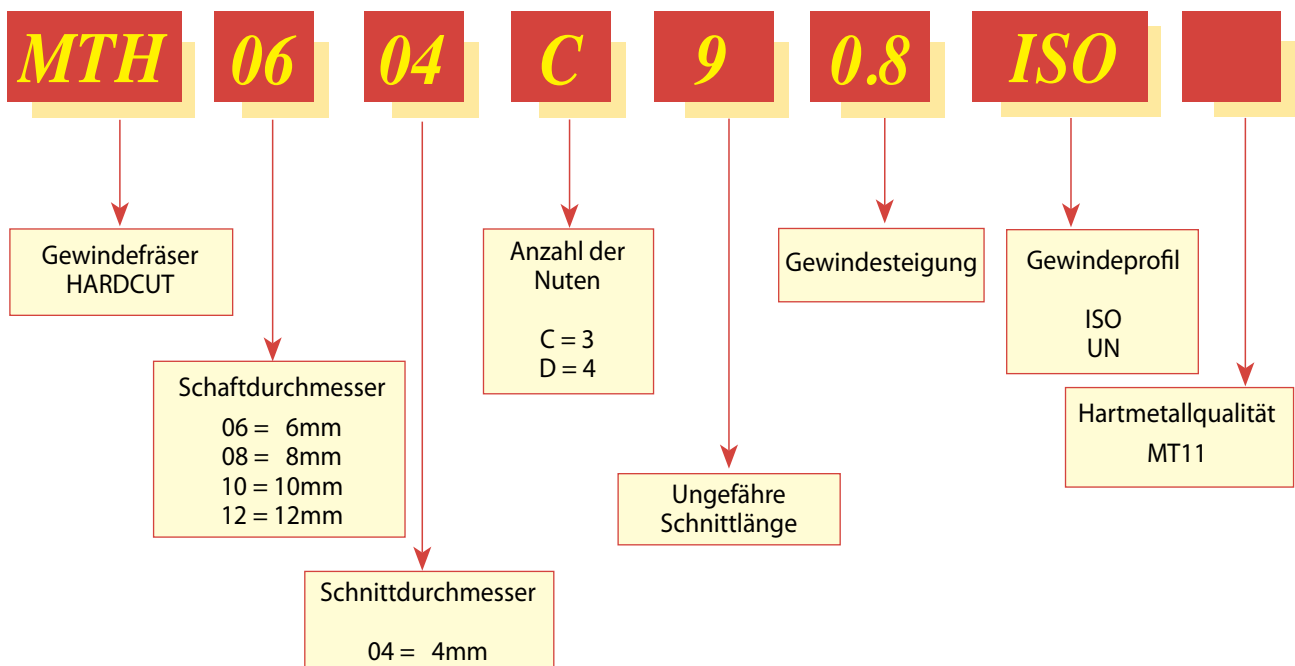 MTH 06 04 C 9 0.8 ISO
Gewindefräser
HARDCUT
Schaftdurchmesser
06 = 6mm
08 = 8mm
10 = 10mm
12 = 12mm
Schnittdurchmesser
04 = 4mm
Anzahl der
Nuten
C = 3
D = 4
Ungefähre
Schnittlänge
Gewindesteigung
Gewindeprofil
ISO
UN
Hartmetallqualität
MT11